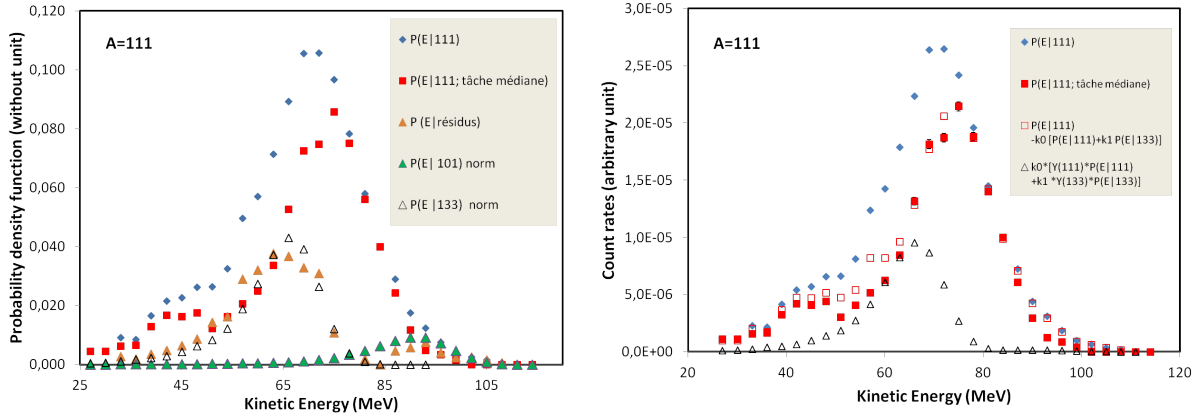 Probability density function (without unit)
0,120
0,100
0,080
0,060
0,040
0,020
0,000
A=111
P(E|111)
P(E|111; tâche médiane)
P (E|résidus)
P(E| 101) norm
P(E |133)  norm
25
45
65
85
105
Kinetic Energy (MeV)
Count rates (arbitrary unit)
3,0E-05
2,5E-05
2,0E-05
1,5E-05
1,0E-05
5,0E-06
0,0E+00
A=111
P(E|111)
P(E|111; tâche médiane)
P(E|111)
-k0 [P(E|111)+k1 P(E|133)]
k0*[Y(111)*P(E|111)
+k1 *Y(133)*P(E|133)]
20
40
60
80
100
120
Kinetic Energy (MeV)